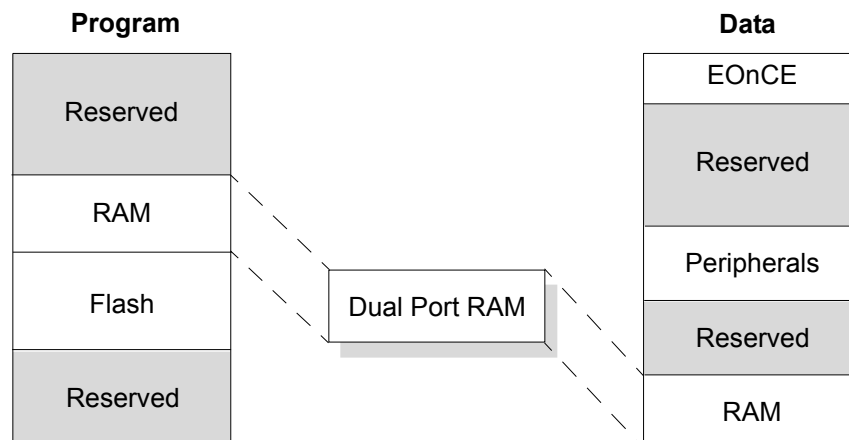 Program
Reserved
RAM
Flash
Reserved
Dual Port RAM
Data
EOnCE
Reserved
Peripherals
Reserved
RAM